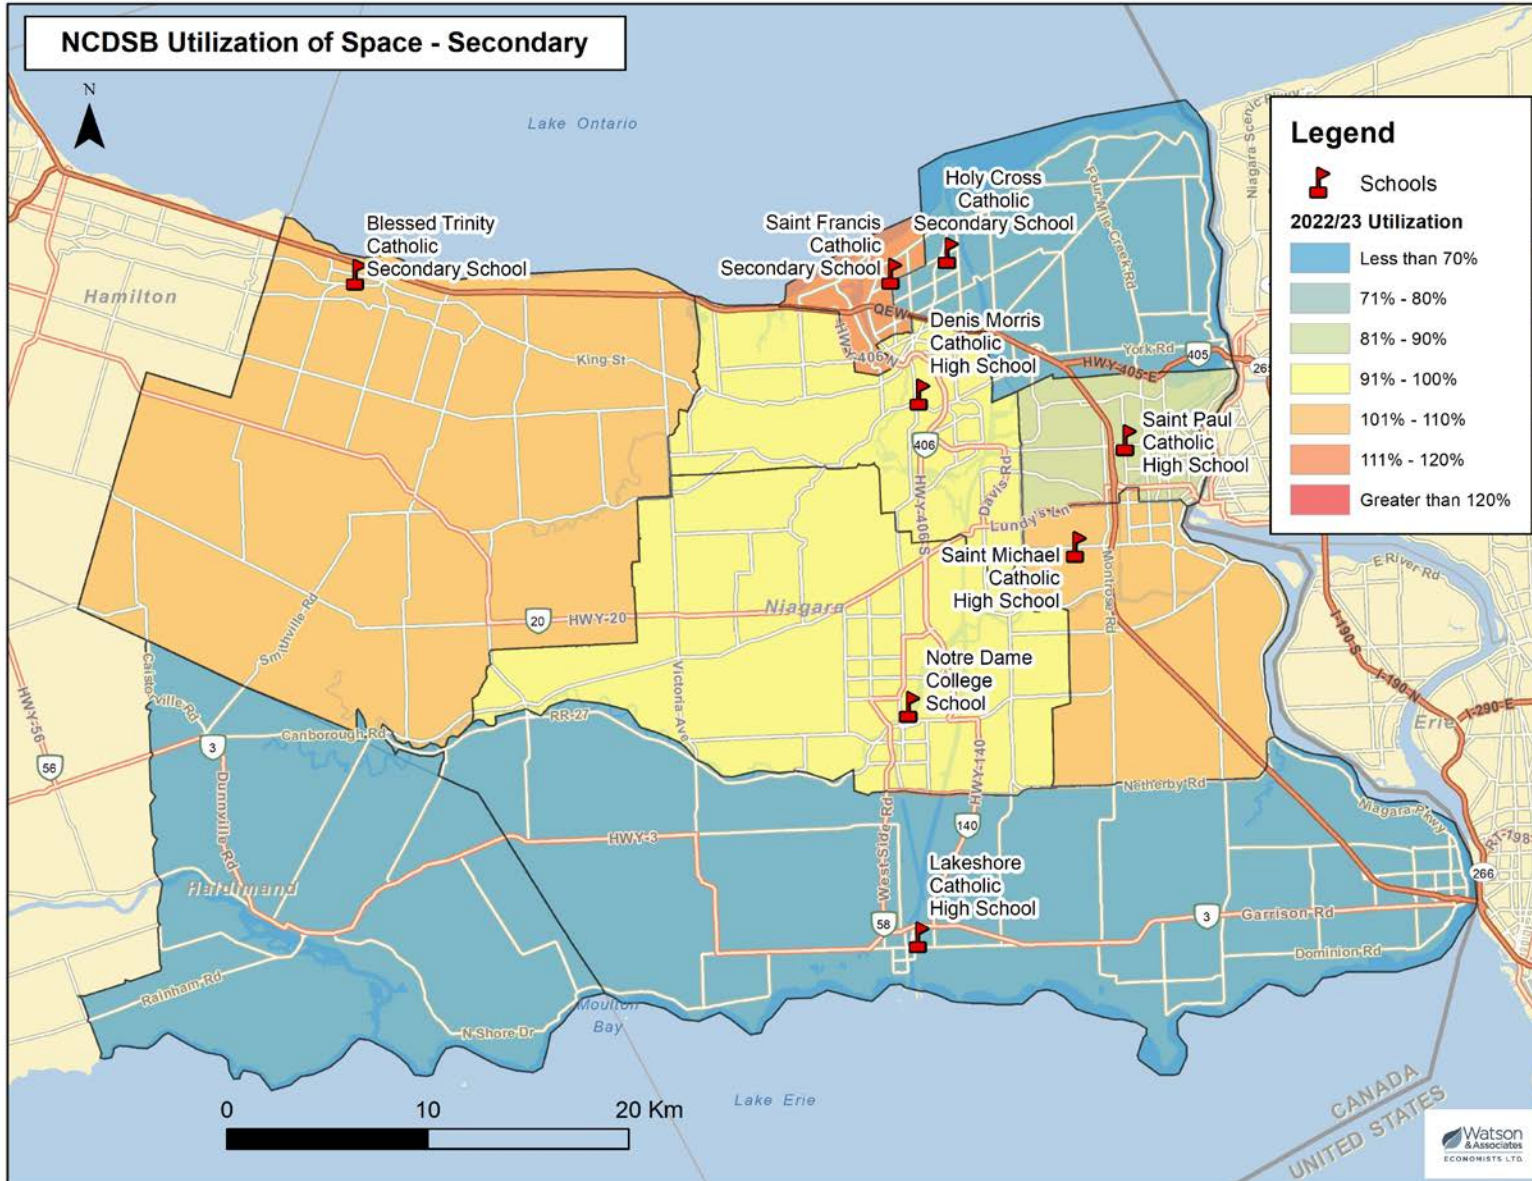 NCDSB Utilization of Space - Secondary
N
Lake Ontario
Legend
Schools
2022/23 Utilization
Less than 70%
71% - 80%
81% - 90%
91% - 100%
101% - 110%
111% - 120%
Greater than 120%
Niagara Scenic Pkwy
Holy Cross
Catholic
Secondary School
Saint Francis
Catholic
Secondary School
Blessed Trinity
Catholic
Secondary School
Four Mile Creek Rd
Hamilton
QEW
HWY-406 N
Denis Morris
Catholic
High School
King St
York Rd
405
HWY-405-E
265
Saint Paul
Catholic
High School
406
HWY-406 S
Davis Rd
Lundy's Ln
Saint Michael
Catholic
High School
Montrose Rd
E River Rd
I-190-S
I-190-N
I-290-E
Erie
Niagara
20
HWY-20
Smithville Rd
Victoria Ave
Caistorville Rd
Notre Dame
College
School
HWY-56
56
3
Canborough Rd
RR-27
HWY-140
Netherby Rd
Niagara Pkwy
RT-198
266
Dunnville Rd
HWY-3
West Side Rd
140
Lakeshore
Catholic
High School
Haldimand
58
3
Garrison Rd
Dominion Rd
Rainham Rd
N Shore Dr
Moulton
Bay
Lake Erie
0 10 20 Km
CANADA
UNITED STATES
Watson
& Associates
ECONOMISTS LTD.